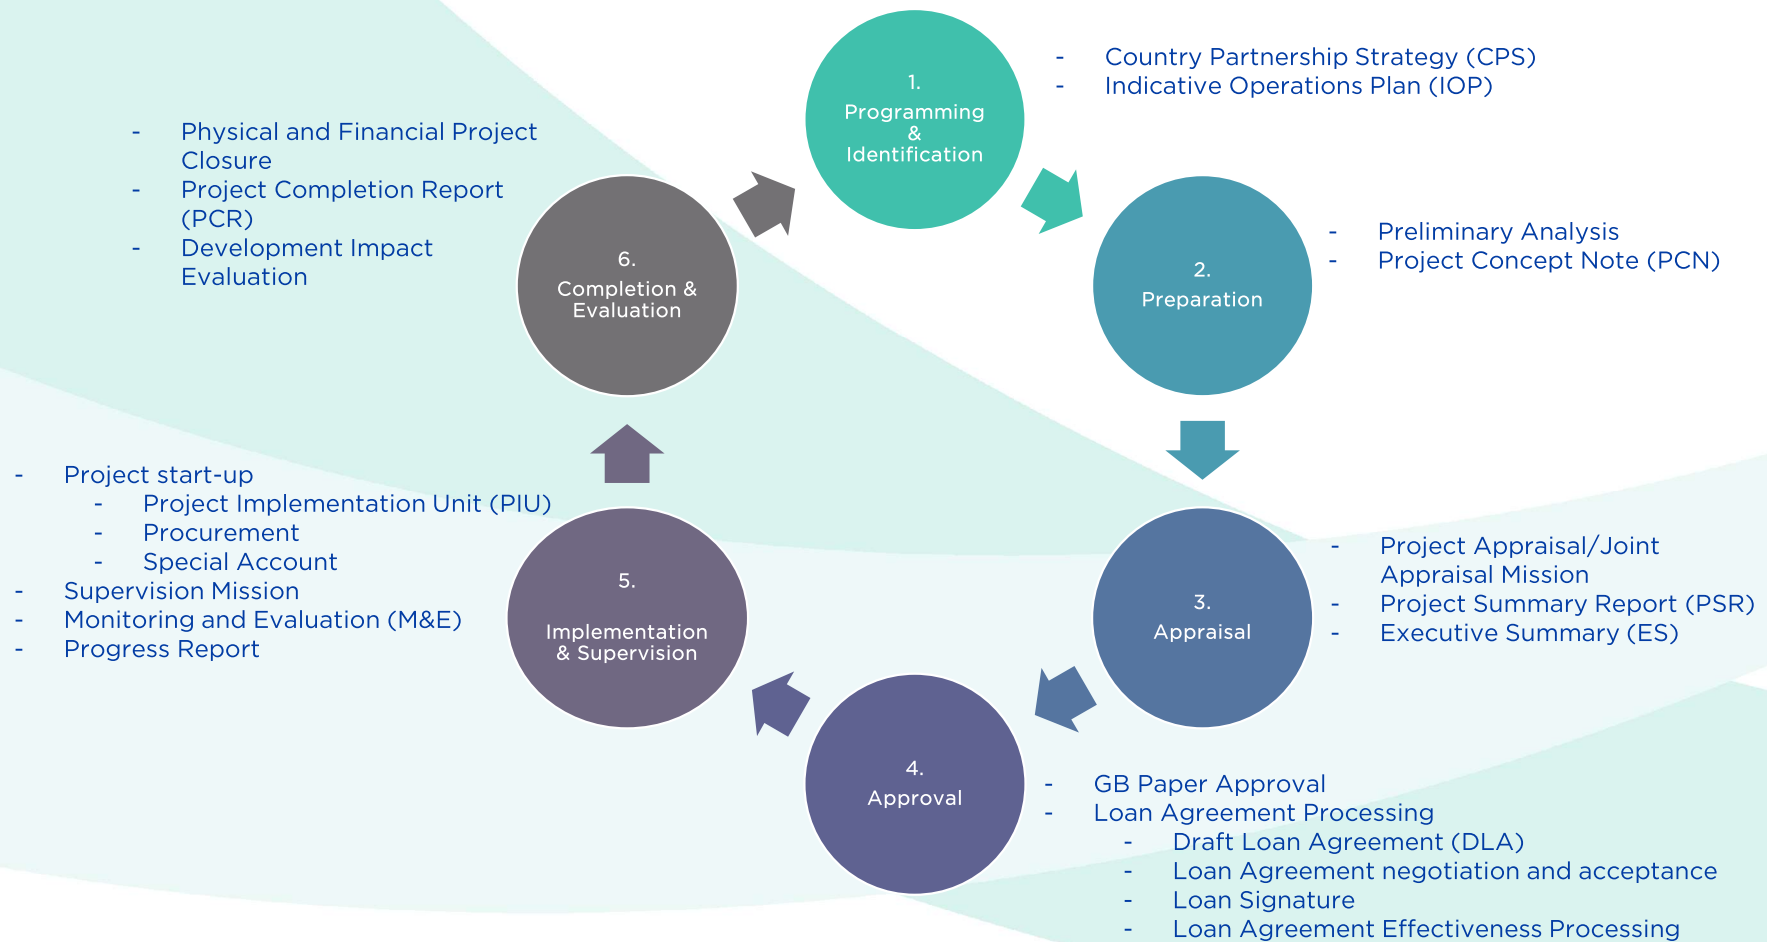 1.
Programming
&
Identification
- Country Partnership Strategy (CPS)
- Indicative Operations Plan (IOP)
2.
Preparation
- Preliminary Analysis
- Project Concept Note (PCN)
3.
Appraisal
- Project Appraisal/Joint
Appraisal Mission
- Project Summary Report (PSR)
- Executive Summary (ES)
4.
Approval
- GB Paper Approval
- Loan Agreement Processing
- Draft Loan Agreement (DLA)
- Loan Agreement negotiation and acceptance
- Loan Signature
- Loan Agreement Effectiveness Processing
5.
Implementation
& Supervision
- Project start-up
- Project Implementation Unit (PIU)
- Procurement
- Special Account
- Supervision Mission
- Monitoring and Evaluation (M&E)
- Progress Report
6.
Completion &
Evaluation
- Physical and Financial Project
Closure
- Project Completion Report
(PCR)
- Development Impact
Evaluation